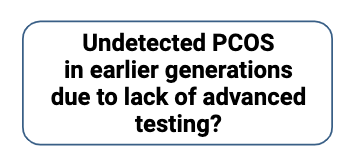 Undetected PCOS
in earlier generations
due to lack of advanced
testing?